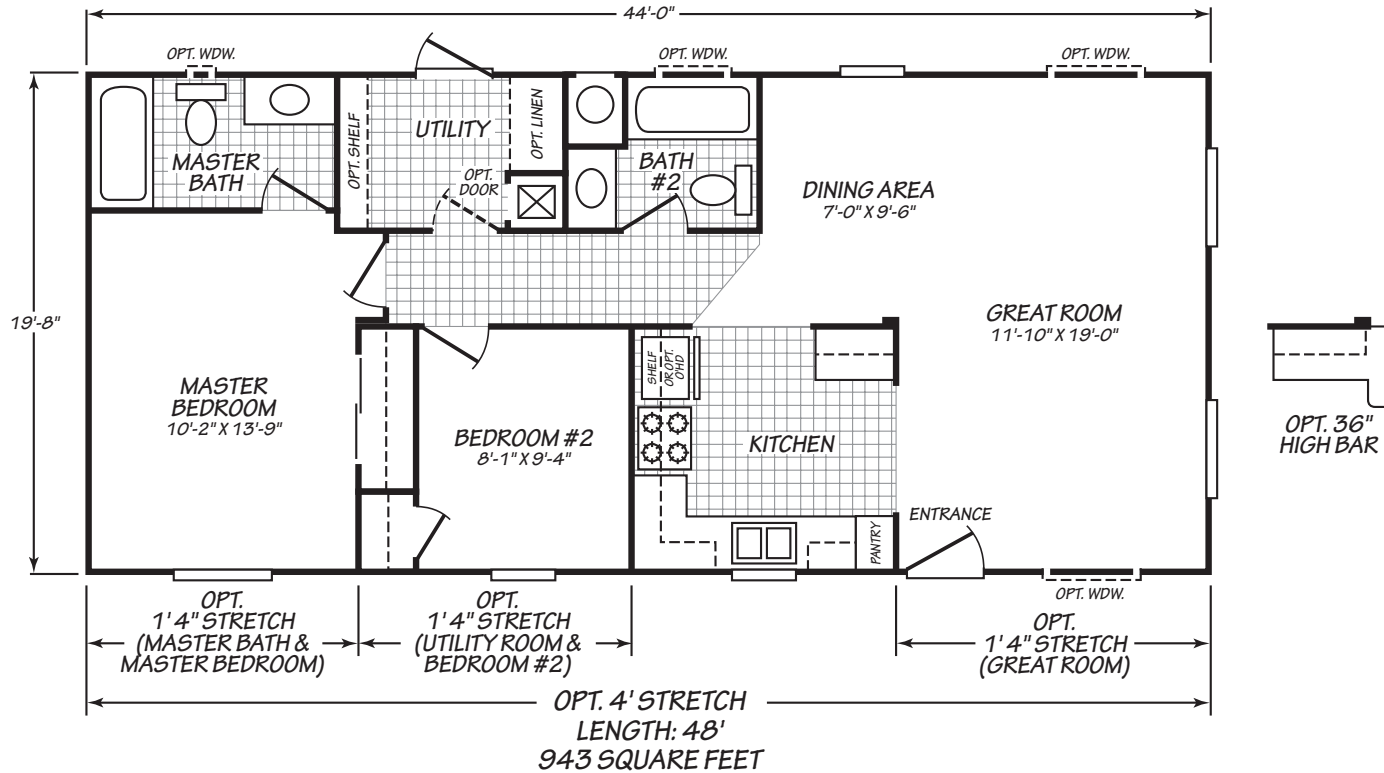 44'-0"
OPT. WDW.
OPT. WDW.
OPT. WDW.
19'-8"
MASTER
BATH
OPT. SHELF
UTILITY
OPT. LINEN
OPT.
DOOR
BATH
#2
DINING AREA
7'-0" X 9'-6"
GREAT ROOM
11'-10" X 19'-0"
MASTER
BEDROOM
10'-2" X 13'-9"
BEDROOM #2
8'-1" X 9'-4"
SHELF
OR OPT.
O'HD
KITCHEN
PANTRY
ENTRANCE
OPT. WDW.
OPT. 36"
HIGH BAR
OPT.
1' 4" STRETCH
(MASTER BATH &
MASTER BEDROOM)
OPT.
1' 4" STRETCH
(UTILITY ROOM &
BEDROOM #2)
OPT.
1' 4" STRETCH
(GREAT ROOM)
OPT. 4' STRETCH
LENGTH: 48'
943 SQUARE FEET